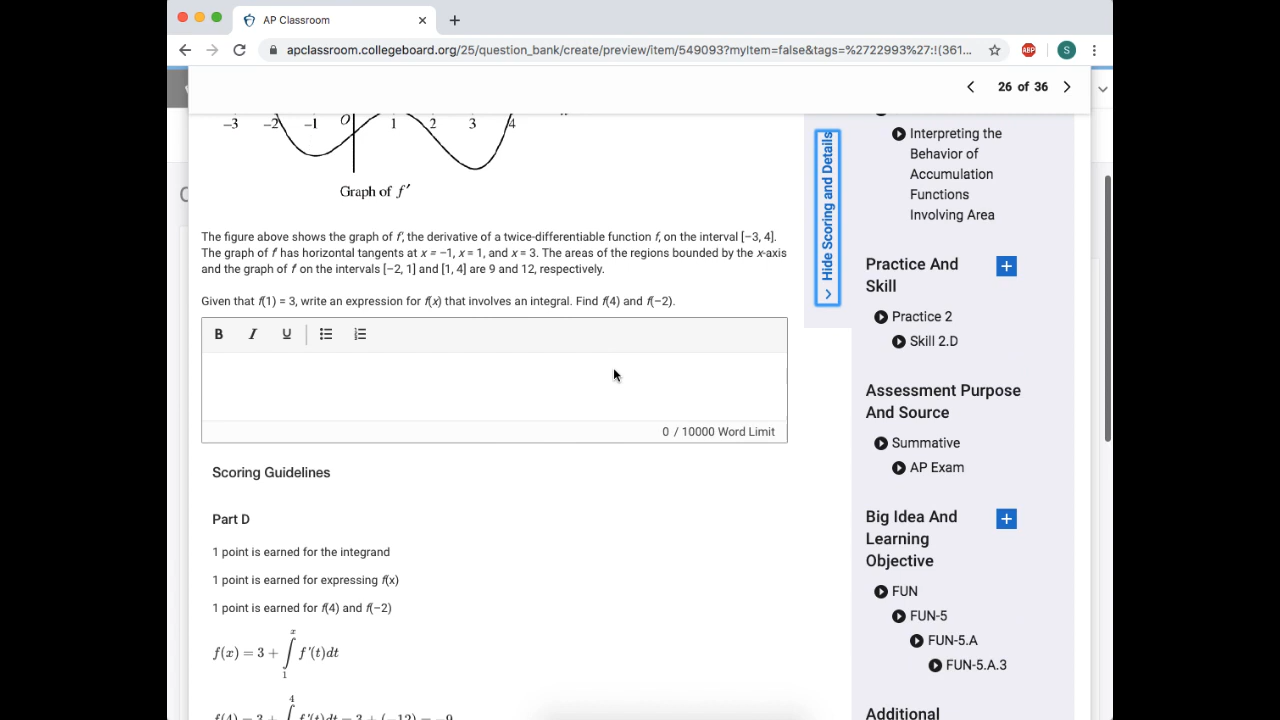 AP Classroom
apclassroom.collegeboard.org/25/question_bank/create/preview/item/549093?myItem=false&tags=%2722993%27:!(361...
ABP
S
26 of 36
-3 -2 -1 O 1 2 3 4
Graph of f′
The figure above shows the graph of f′, the derivative of a twice-differentiable function f, on the interval [−3, 4].
The graph of f′ has horizontal tangents at x = −1, x = 1, and x = 3. The areas of the regions bounded by the x-axis
and the graph of f′ on the intervals [−2, 1] and [1, 4] are 9 and 12, respectively.
Given that f(1) = 3, write an expression for f(x) that involves an integral. Find f(4) and f(−2).
B I U
0 / 10000 Word Limit
Scoring Guidelines
Part D
1 point is earned for the integrand
1 point is earned for expressing f(x)
1 point is earned for f(4) and f(−2)
f(x) = 3 + ∫₁ˣ f′(t)dt
f(4) = 3 + ∫⁴ f′(t)dt = 3 + (−12) = −9
Hide Scoring and Details
Interpreting the
Behavior of
Accumulation
Functions
Involving Area
Practice And
Skill
Practice 2
Skill 2.D
Assessment Purpose
And Source
Summative
AP Exam
Big Idea And
Learning
Objective
FUN
FUN-5
FUN-5.A
FUN-5.A.3
Additional